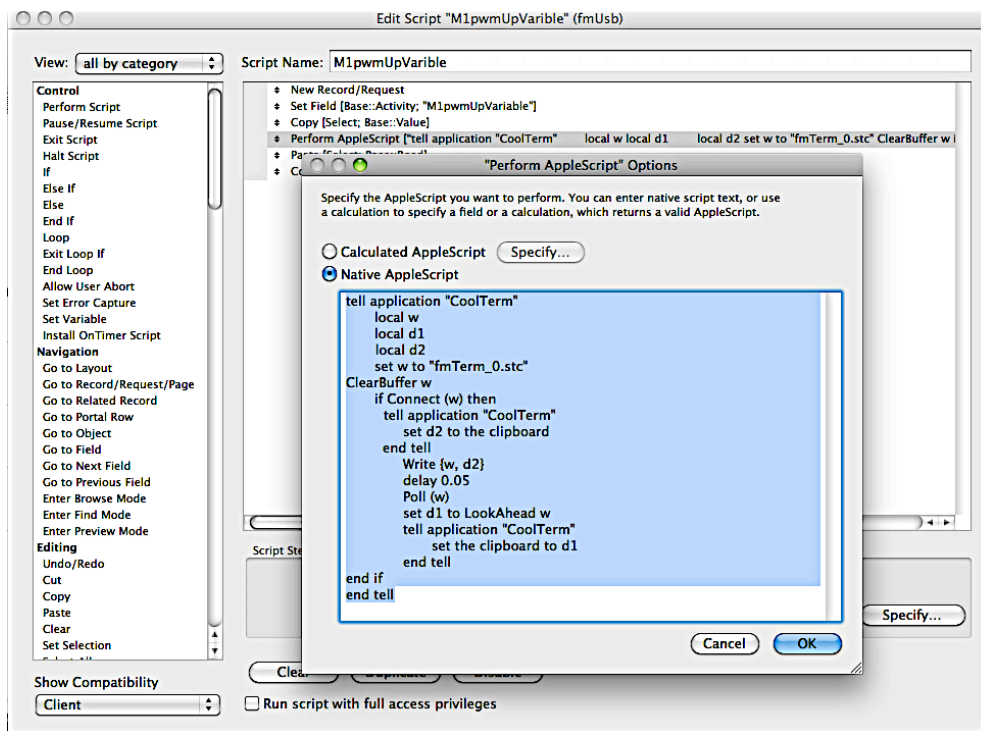 Edit Script "M1pwmUpVarible" (fmUsb)
View: all by category
Script Name: M1pwmUpVarible
Control
Perform Script
Pause/Resume Script
Exit Script
Halt Script
If
Else If
Else
End If
Loop
Exit Loop If
End Loop
Allow User Abort
Set Error Capture
Set Variable
Install OnTimer Script
Navigation
Go to Layout
Go to Record/Request/Page
Go to Related Record
Go to Portal Row
Go to Object
Go to Field
Go to Next Field
Go to Previous Field
Enter Browse Mode
Enter Find Mode
Enter Preview Mode
Editing
Undo/Redo
Cut
Copy
Paste
Clear
Set Selection
New Record/Request
Set Field [Base::Activity; "M1pwmUpVariable"]
Copy [Select; Base::Value]
Perform AppleScript ["tell application "CoolTerm" local w local d1 local d2 set w to "fmTerm_0.stc" ClearBuffer w i
"Perform AppleScript" Options
Specify the AppleScript you want to perform. You can enter native script text, or use
a calculation to specify a field or a calculation, which returns a valid AppleScript.
Calculated AppleScript Specify...
Native AppleScript
tell application "CoolTerm"
local w
local d1
local d2
set w to "fmTerm_0.stc"
ClearBuffer w
if Connect (w) then
tell application "CoolTerm"
set d2 to the clipboard
end tell
Write {w, d2}
delay 0.05
Poll (w)
set d1 to LookAhead w
tell application "CoolTerm"
set the clipboard to d1
end tell
end if
end tell
Cancel OK
Script Ste
Specify...
Clear Duplicate Disable
Show Compatibility
Client
Run script with full access privileges